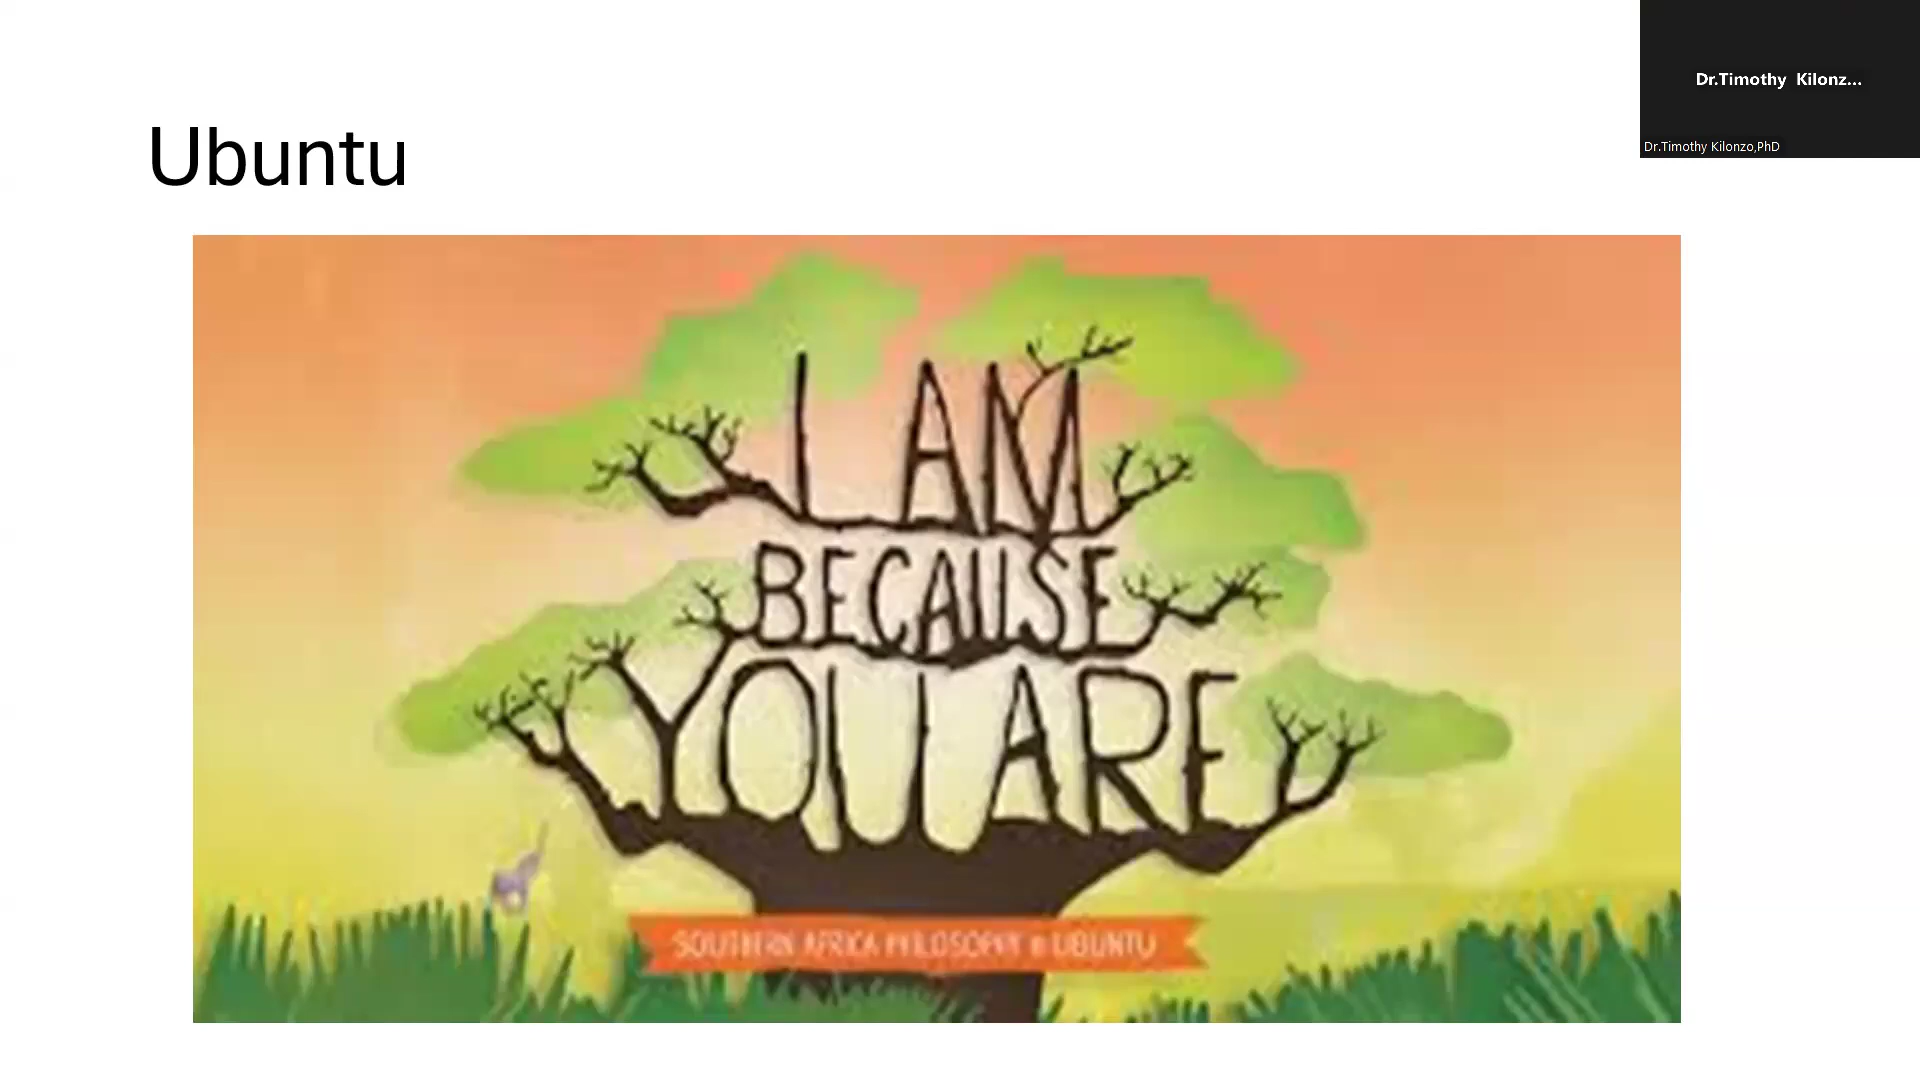 Dr.Timothy Kilonz...
Dr.Timothy Kilonzo,PhD
Ubuntu
I AM
BECAUSE
YOU ARE
SOUTHERN AFRICA PHILOSOPHY UBUNTU